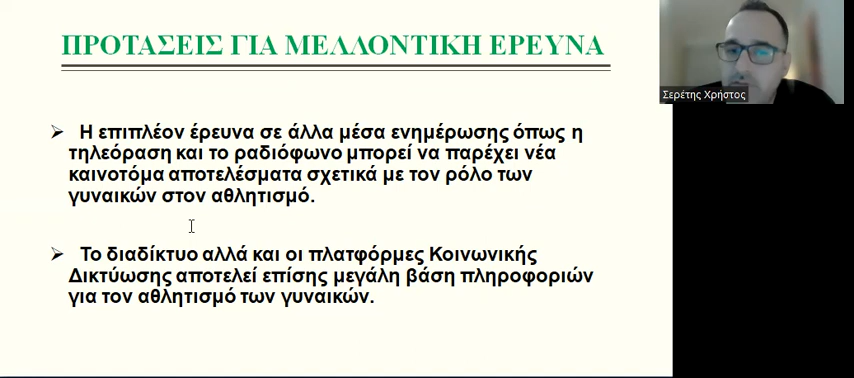 ΠΡΟΤΑΣΕΙΣ ΓΙΑ ΜΕΛΛΟΝΤΙΚΗ ΕΡΕΥΝΑ
Σερέτης Χρήστος
Η επιπλέον έρευνα σε άλλα μέσα ενημέρωσης όπως η
τηλεόραση και το ραδιόφωνο μπορεί να παρέχει νέα
καινοτόμα αποτελέσματα σχετικά με τον ρόλο των
γυναικών στον αθλητισμό.
Το διαδίκτυο αλλά και οι πλατφόρμες Κοινωνικής
Δικτύωσης αποτελεί επίσης μεγάλη βάση πληροφοριών
για τον αθλητισμό των γυναικών.